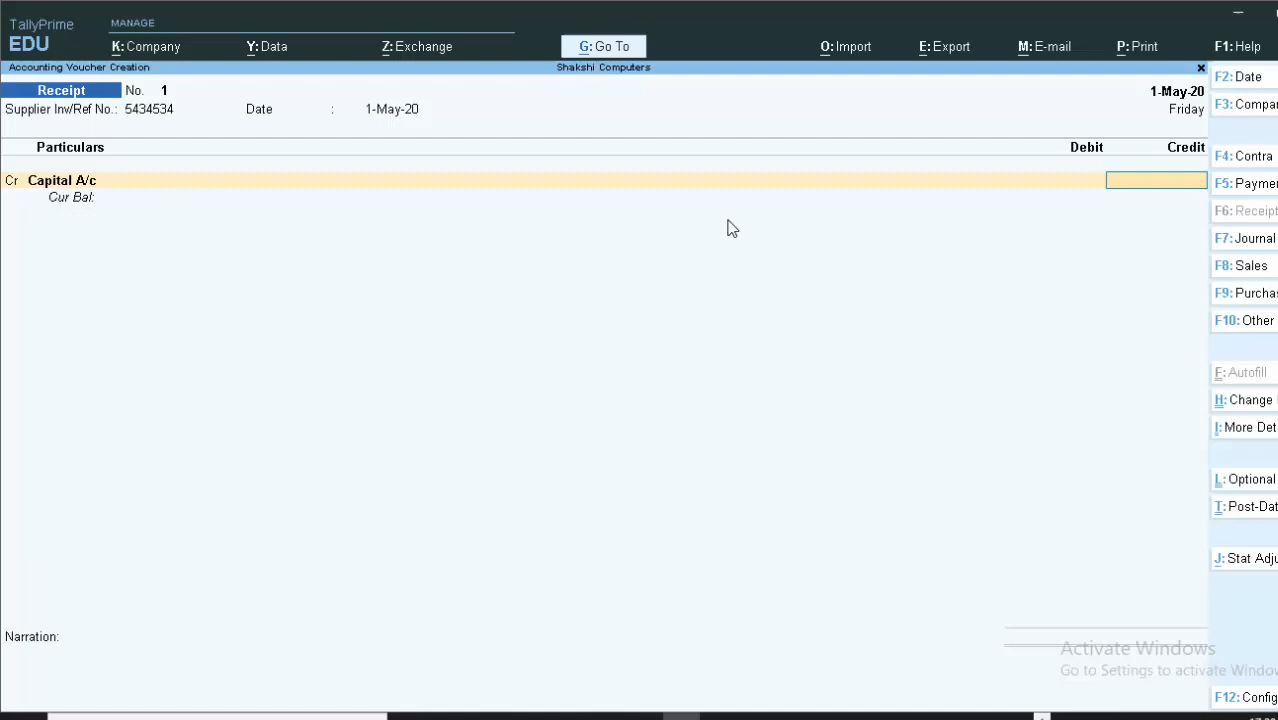 TallyPrime
MANAGE
EDU
K: Company
Y: Data
Z: Exchange
G: Go To
O: Import
E: Export
M: E-mail
P: Print
F1: Help
Accounting Voucher Creation
Shakshi Computers
F2: Date
Receipt No. 1
1-May-20
Supplier Inv/Ref No.: 5434534 Date : 1-May-20
Friday
F3: Compa
Particulars
Debit
Credit
F4: Contra
Cr Capital A/c
F5: Payme
Cur Bal:
F6: Receipt
F7: Journal
F8: Sales
F9: Purcha
F10: Other
F: Autofill
H: Change
I: More Det
L: Optional
T: Post-Dat
J: Stat Adju
Narration:
Activate Windows
Go to Settings to activate Windo
F12: Config